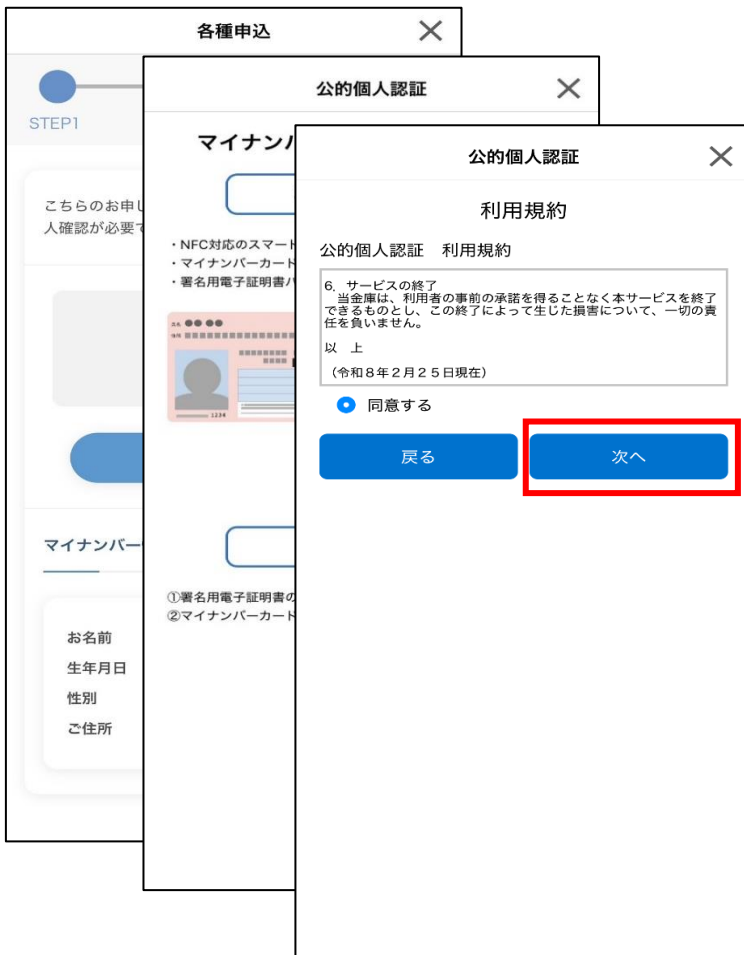 各種申込
STEP1
こちらのお申し
人確認が必要で
マイナンバー
お名前
生年月日
性別
ご住所
公的個人認証
マイナンバ
・NFC対応のスマート
・マイナンバーカード
・署名用電子証明書パ
1234
①署名用電子証明書の
②マイナンバーカード
公的個人認証
利用規約
公的個人認証　利用規約
6．サービスの終了
当金庫は、利用者の事前の承諾を得ることなく本サービスを終了
できるものとし、この終了によって生じた損害について、一切の責
任を負いません。
以　上
（令和８年２月２５日現在）
同意する
戻る
次へ